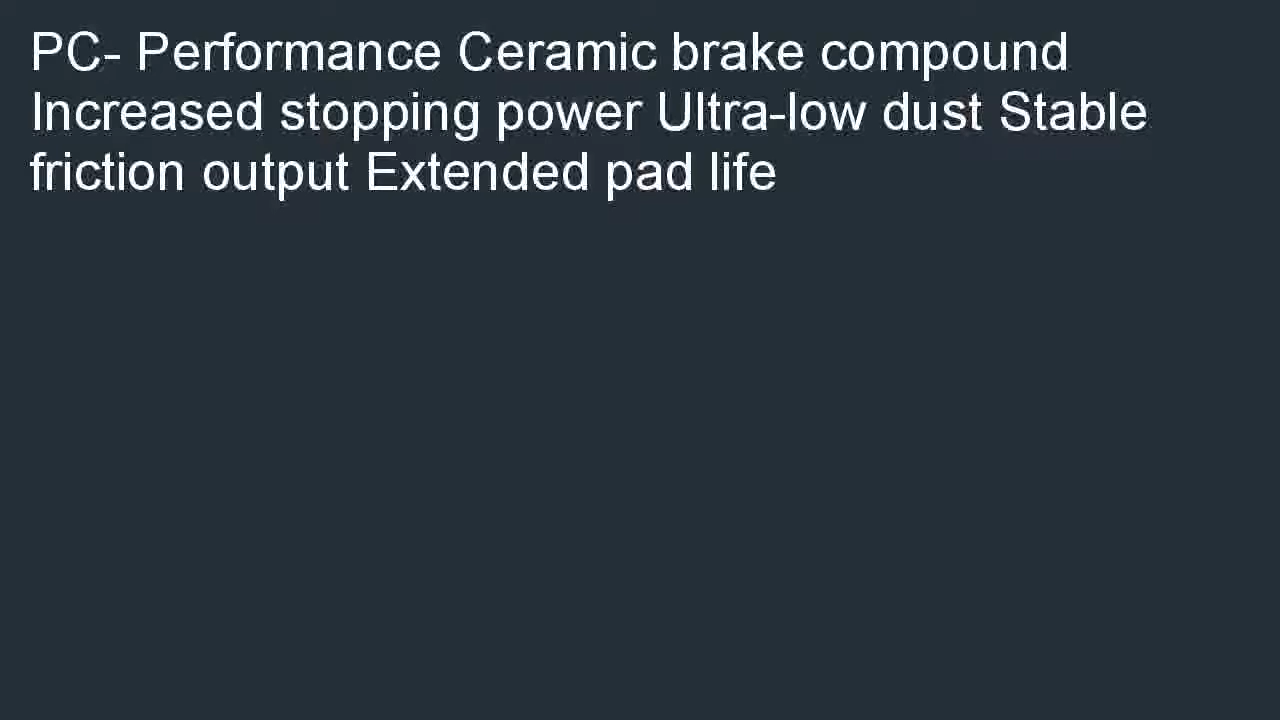 PC- Performance Ceramic brake compound
Increased stopping power Ultra-low dust Stable
friction output Extended pad life